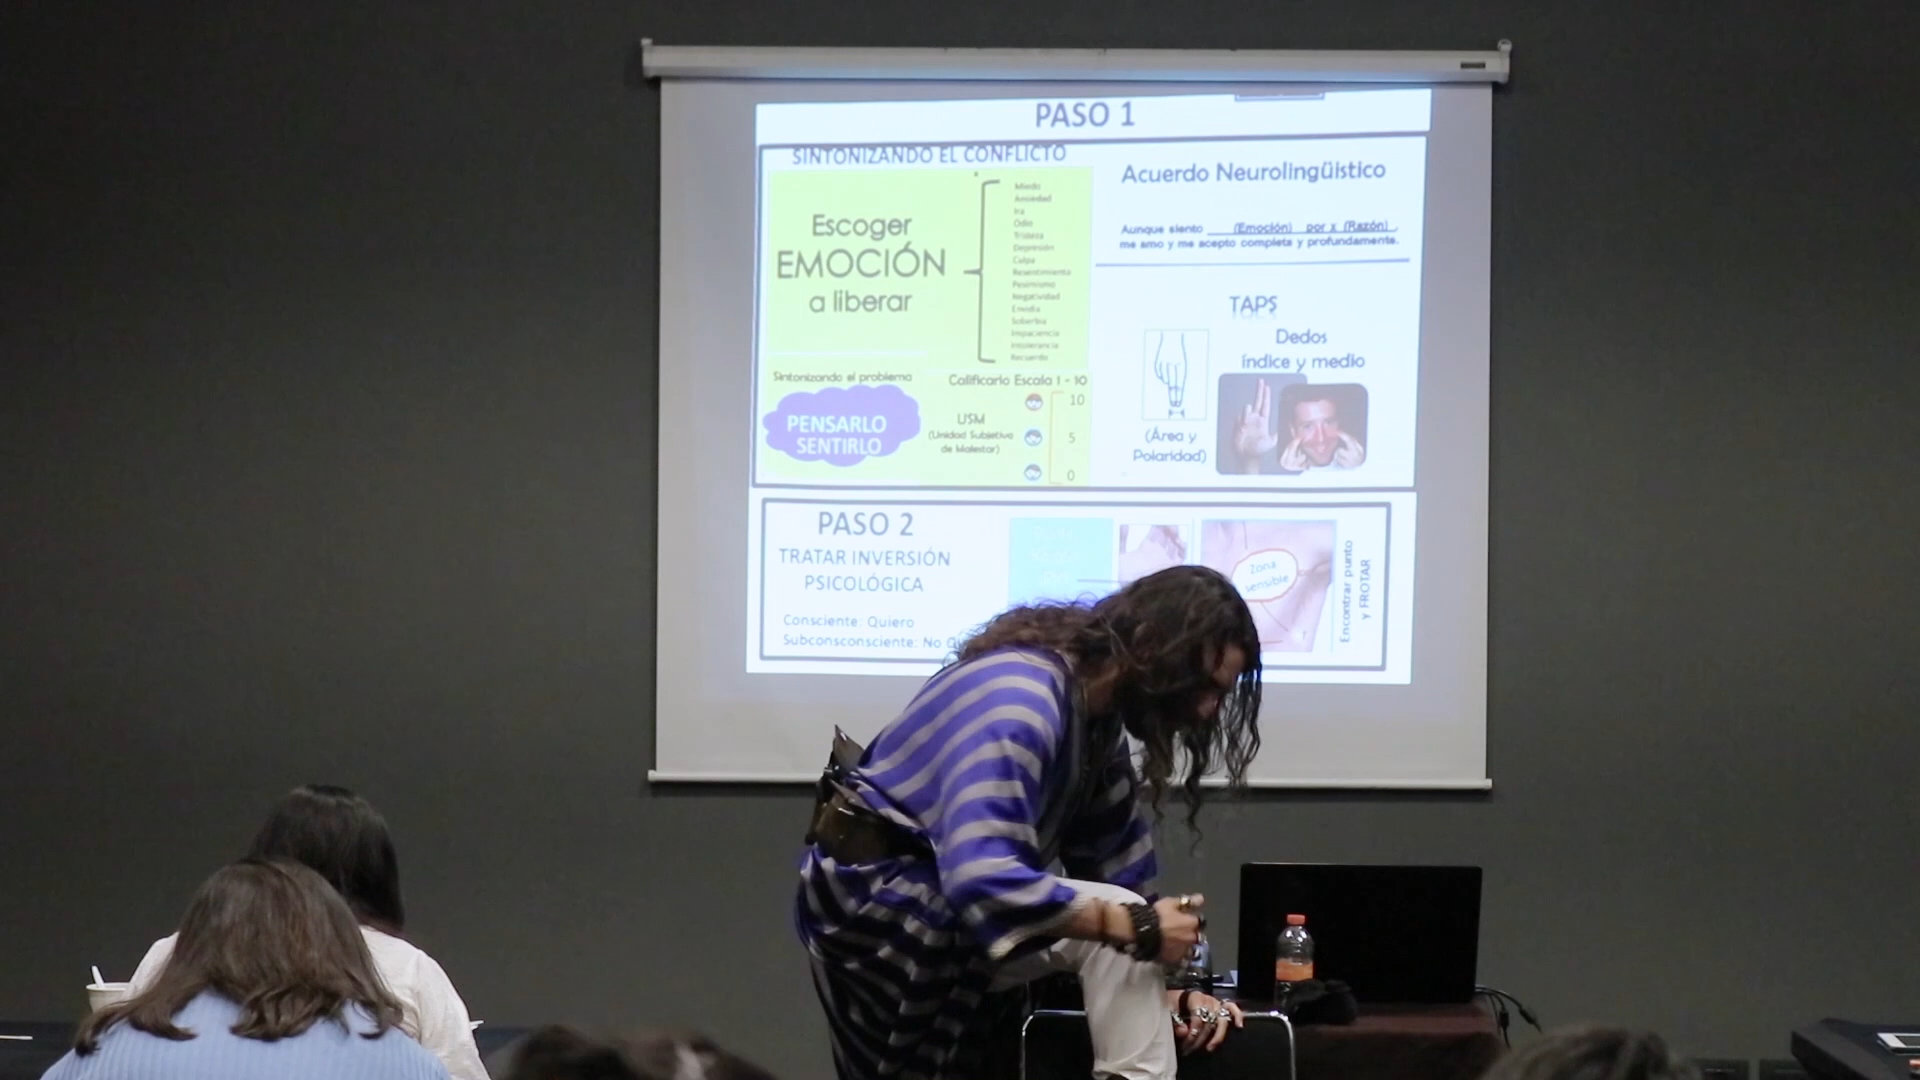 PASO 1
SINTONIZANDO EL CONFLICTO
Escoger
EMOCIÓN
a liberar
Miedo
Ansiedad
Ira
Odio
Tristeza
Depresión
Culpa
Resentimiento
Pesimismo
Negatividad
Envidia
Soberbia
Impaciencia
Intolerancia
Recuerdo
Sintonizando el problema
PENSARLO
SENTIRLO
Calificarlo Escala 1 - 10
USM
(Unidad Subjetiva
de Malestar)
10
5
0
Acuerdo Neurolingüistico
Aunque siento (Emoción) por x (Razón),
me amo y me acepto completa y profundamente.
TAPS
Dedos
índice y medio
(Área y
Polaridad)
PASO 2
TRATAR INVERSIÓN
PSICOLÓGICA
Consciente: Quiero
Subconsconsciente: No
Zona
sensible
Encontrar punto
y FROTAR